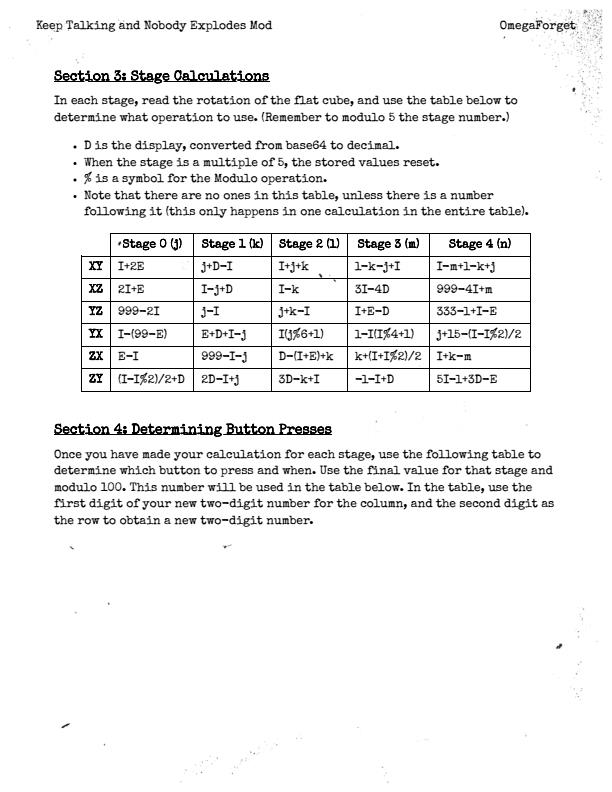 Keep Talking and Nobody Explodes Mod
OmegaForget
Section 3: Stage Calculations
In each stage, read the rotation of the flat cube, and use the table below to
determine what operation to use. (Remember to modulo 5 the stage number.)
• D is the display, converted from base64 to decimal.
• When the stage is a multiple of 5, the stored values reset.
• % is a symbol for the Modulo operation.
• Note that there are no ones in this table, unless there is a number
following it (this only happens in one calculation in the entire table).
Stage 0 (j) Stage 1 (k) Stage 2 (l) Stage 3 (m) Stage 4 (n)
XY I+2E j+D-I I+j+k l-k-j+I I-m+l-k+j
XZ 2I+E I-j+D I-k 3I-4D 999-4I+m
YZ 999-2I j-I j+k-I I+E-D 333-l+I-E
YX I-(99-E) E+D+I-j I(j%6+l) l-I(I%4+l) j+15-(I-I%2)/2
ZX E-I 999-I-j D-(I+E)+k k+(I+I%2)/2 I+k-m
ZY (I-I%2)/2+D 2D-I+j 3D-k+I -l-I+D 5I-l+3D-E
Section 4: Determining Button Presses
Once you have made your calculation for each stage, use the following table to
determine which button to press and when. Use the final value for that stage and
modulo 100. This number will be used in the table below. In the table, use the
first digit of your new two-digit number for the column, and the second digit as
the row to obtain a new two-digit number.